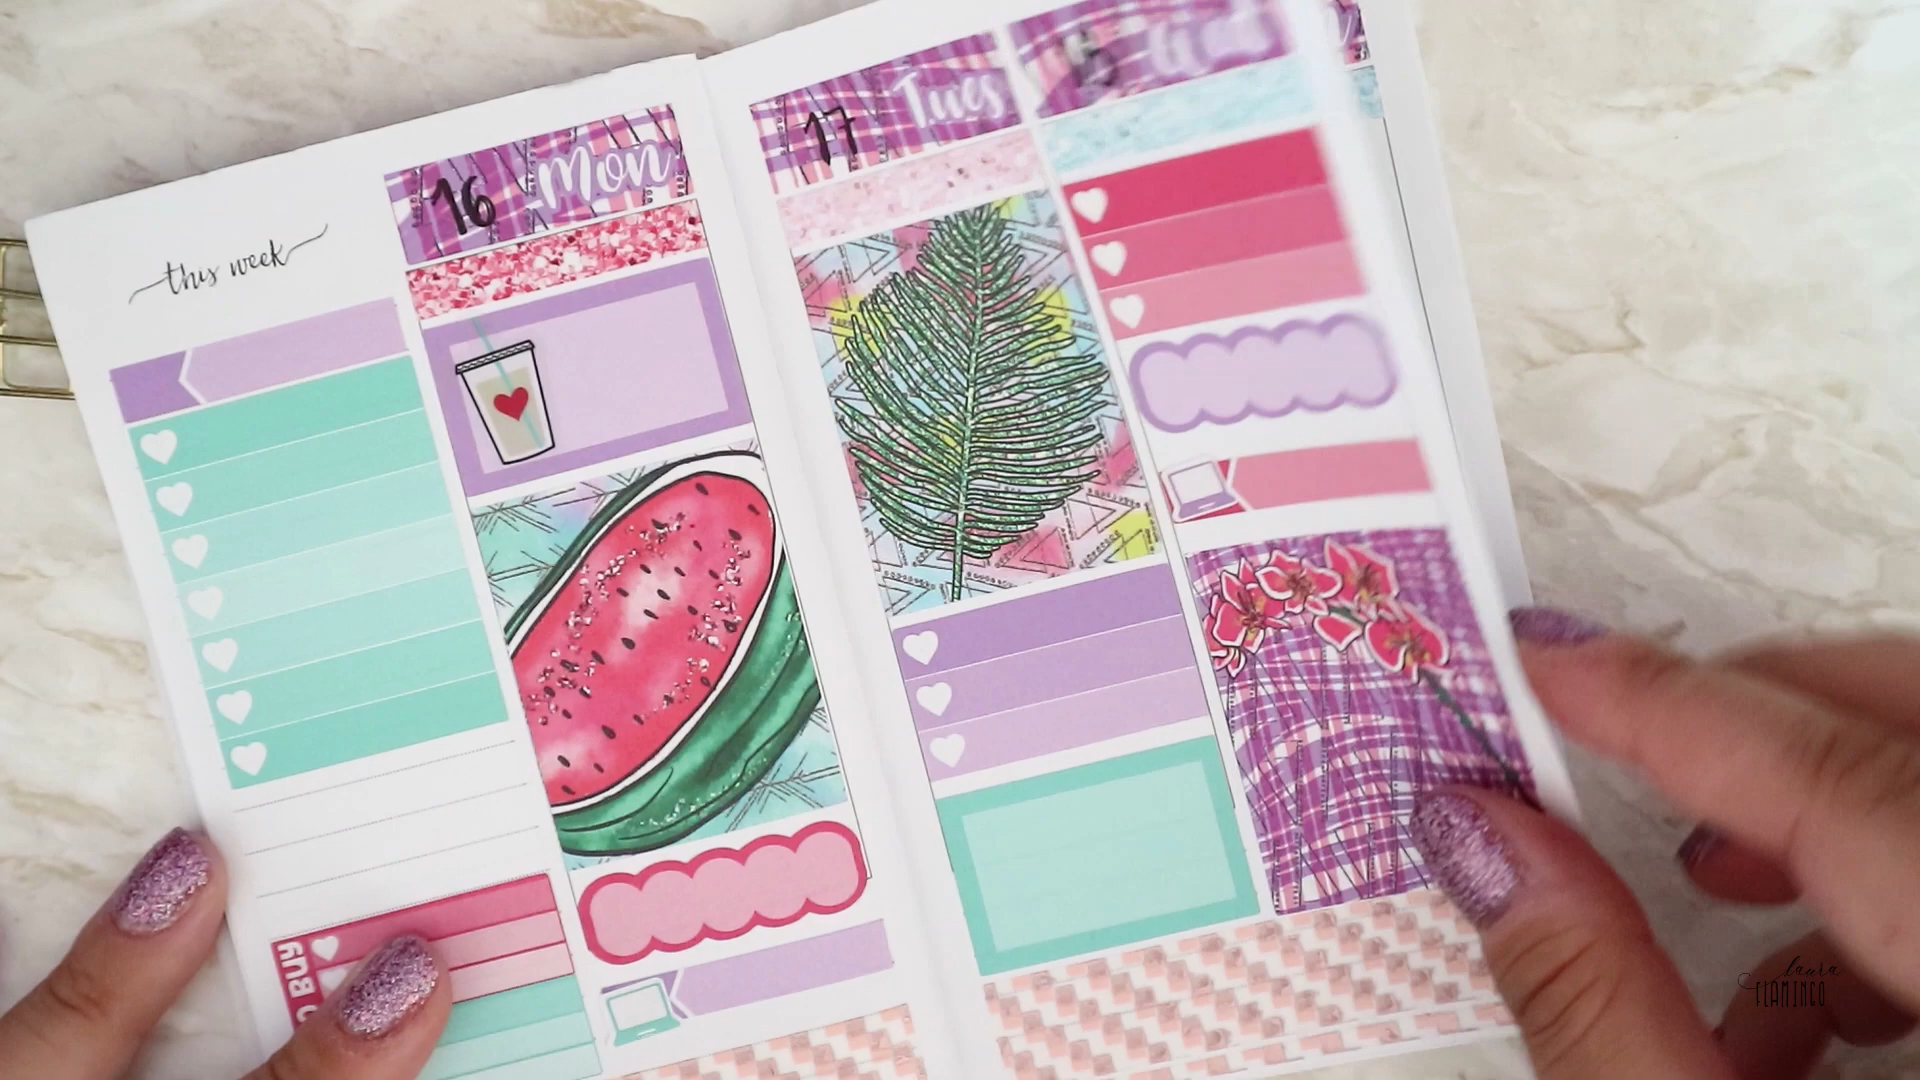 this week
16 Mon
17 Tues
BUY
laura
FLAMINGO